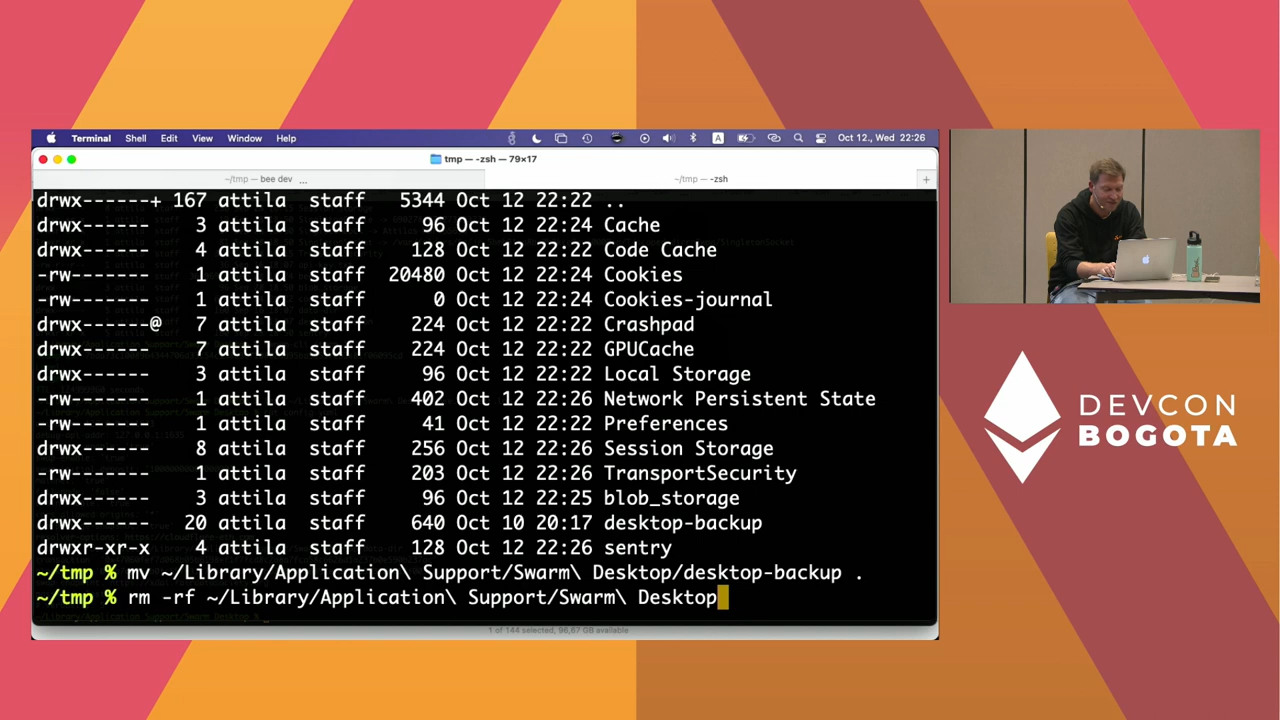 Terminal Shell Edit View Window Help A Oct 12., Wed 22:26
tmp — -zsh — 79×17
~/tmp — bee dev ... ~/tmp — -zsh +
drwx------+ 167 attila staff 5344 Oct 12 22:22 ..
drwx------ 3 attila staff 96 Oct 12 22:24 Cache
drwx------ 4 attila staff 128 Oct 12 22:22 Code Cache
-rw------- 1 attila staff 20480 Oct 12 22:24 Cookies
-rw------- 1 attila staff 0 Oct 12 22:24 Cookies-journal
drwx------@ 7 attila staff 224 Oct 12 22:22 Crashpad
drwx------ 7 attila staff 224 Oct 12 22:22 GPUCache
drwx------ 3 attila staff 96 Oct 12 22:22 Local Storage
-rw------- 1 attila staff 402 Oct 12 22:26 Network Persistent State
-rw------- 1 attila staff 41 Oct 12 22:22 Preferences
drwx------ 8 attila staff 256 Oct 12 22:26 Session Storage
-rw------- 1 attila staff 203 Oct 12 22:26 TransportSecurity
drwx------ 3 attila staff 96 Oct 12 22:25 blob_storage
drwx------ 20 attila staff 640 Oct 10 20:17 desktop-backup
drwxr-xr-x 4 attila staff 128 Oct 12 22:26 sentry
~/tmp % mv ~/Library/Application\ Support/Swarm\ Desktop/desktop-backup .
~/tmp % rm -rf ~/Library/Application\ Support/Swarm\ Desktop
1 of 144 selected, 96,67 GB available
DEVCON
BOGOTA